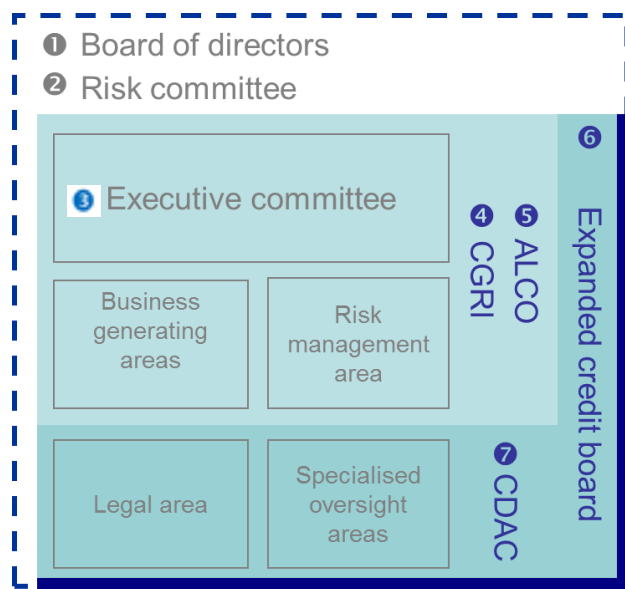 ❶ Board of directors
❷ Risk committee
❸ Executive committee
❹ CGRI
❺ ALCO
❻ Expanded credit board
Business
generating
areas
Risk
management
area
Legal area
Specialised
oversight
areas
❼ CDAC